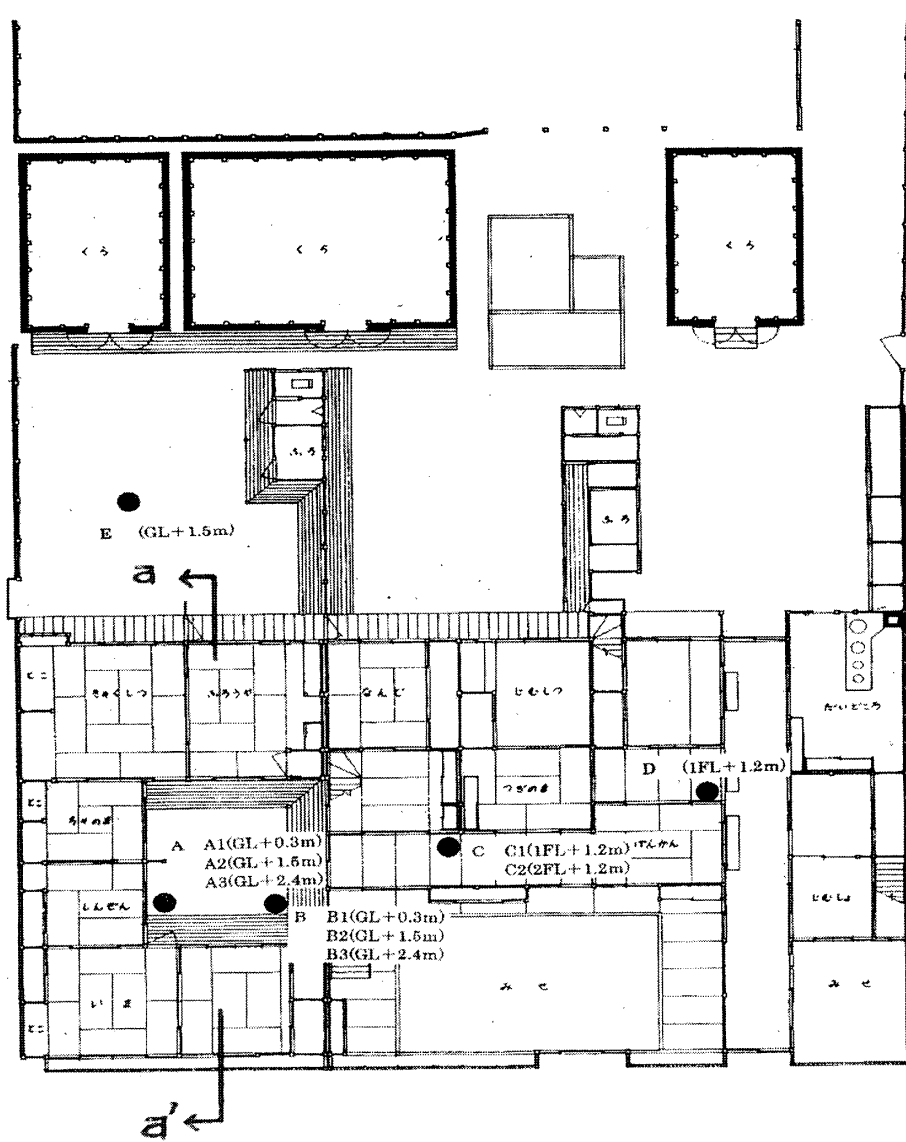 くら
くら
くら
ふろ
ふろ
E (GL+1.5m)
a
とこ
きゃくしつ
ぶつま
なんど
じむしつ
だいどころ
D (1FL+1.2m)
とこ
ちゃのま
つぎのま
A A1(GL+0.3m)
A2(GL+1.5m)
A3(GL+2.4m)
C C1(1FL+1.2m)
C2(2FL+1.2m)
げんかん
しんぜん
じむしょ
B B1(GL+0.3m)
B2(GL+1.5m)
B3(GL+2.4m)
いま
とこ
みせ
みせ
a'